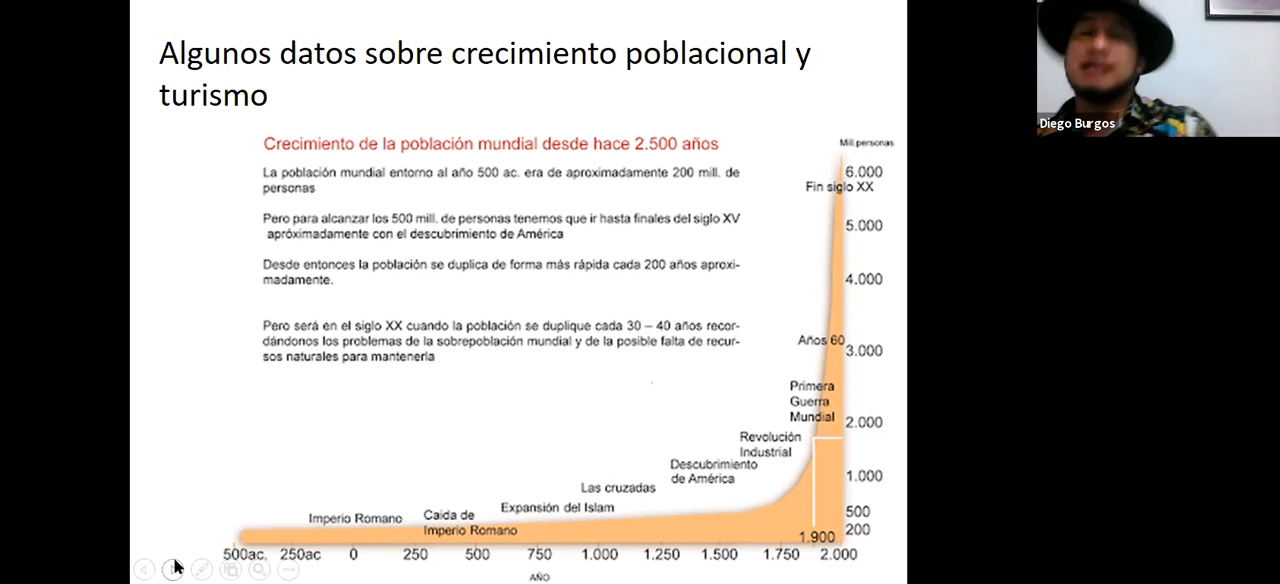 Algunos datos sobre crecimiento poblacional y
turismo
Diego Burgos
Crecimiento de la población mundial desde hace 2.500 años
Mill.personas
La población mundial entorno al año 500 ac. era de aproximadamente 200 mill. de
personas
6.000
Fin siglo XX
Pero para alcanzar los 500 mill. de personas tenemos que ir hasta finales del siglo XV
apróximadamente con el descubrimiento de América
5.000
Desde entonces la población se duplica de forma más rápida cada 200 años aproxi-
madamente.
4.000
Pero será en el siglo XX cuando la población se duplique cada 30 – 40 años recor-
dándonos los problemas de la sobrepoblación mundial y de la posible falta de recur-
sos naturales para mantenerla
Años 60
3.000
Primera
Guerra
Mundial
2.000
Revolución
Industrial
Descubrimiento
de América
1.000
Las cruzadas
Expansión del Islam
500
Imperio Romano
Caida de
Imperio Romano
200
1.900
500ac. 250ac 0 250 500 750 1.000 1.250 1.500 1.750 2.000
AÑO